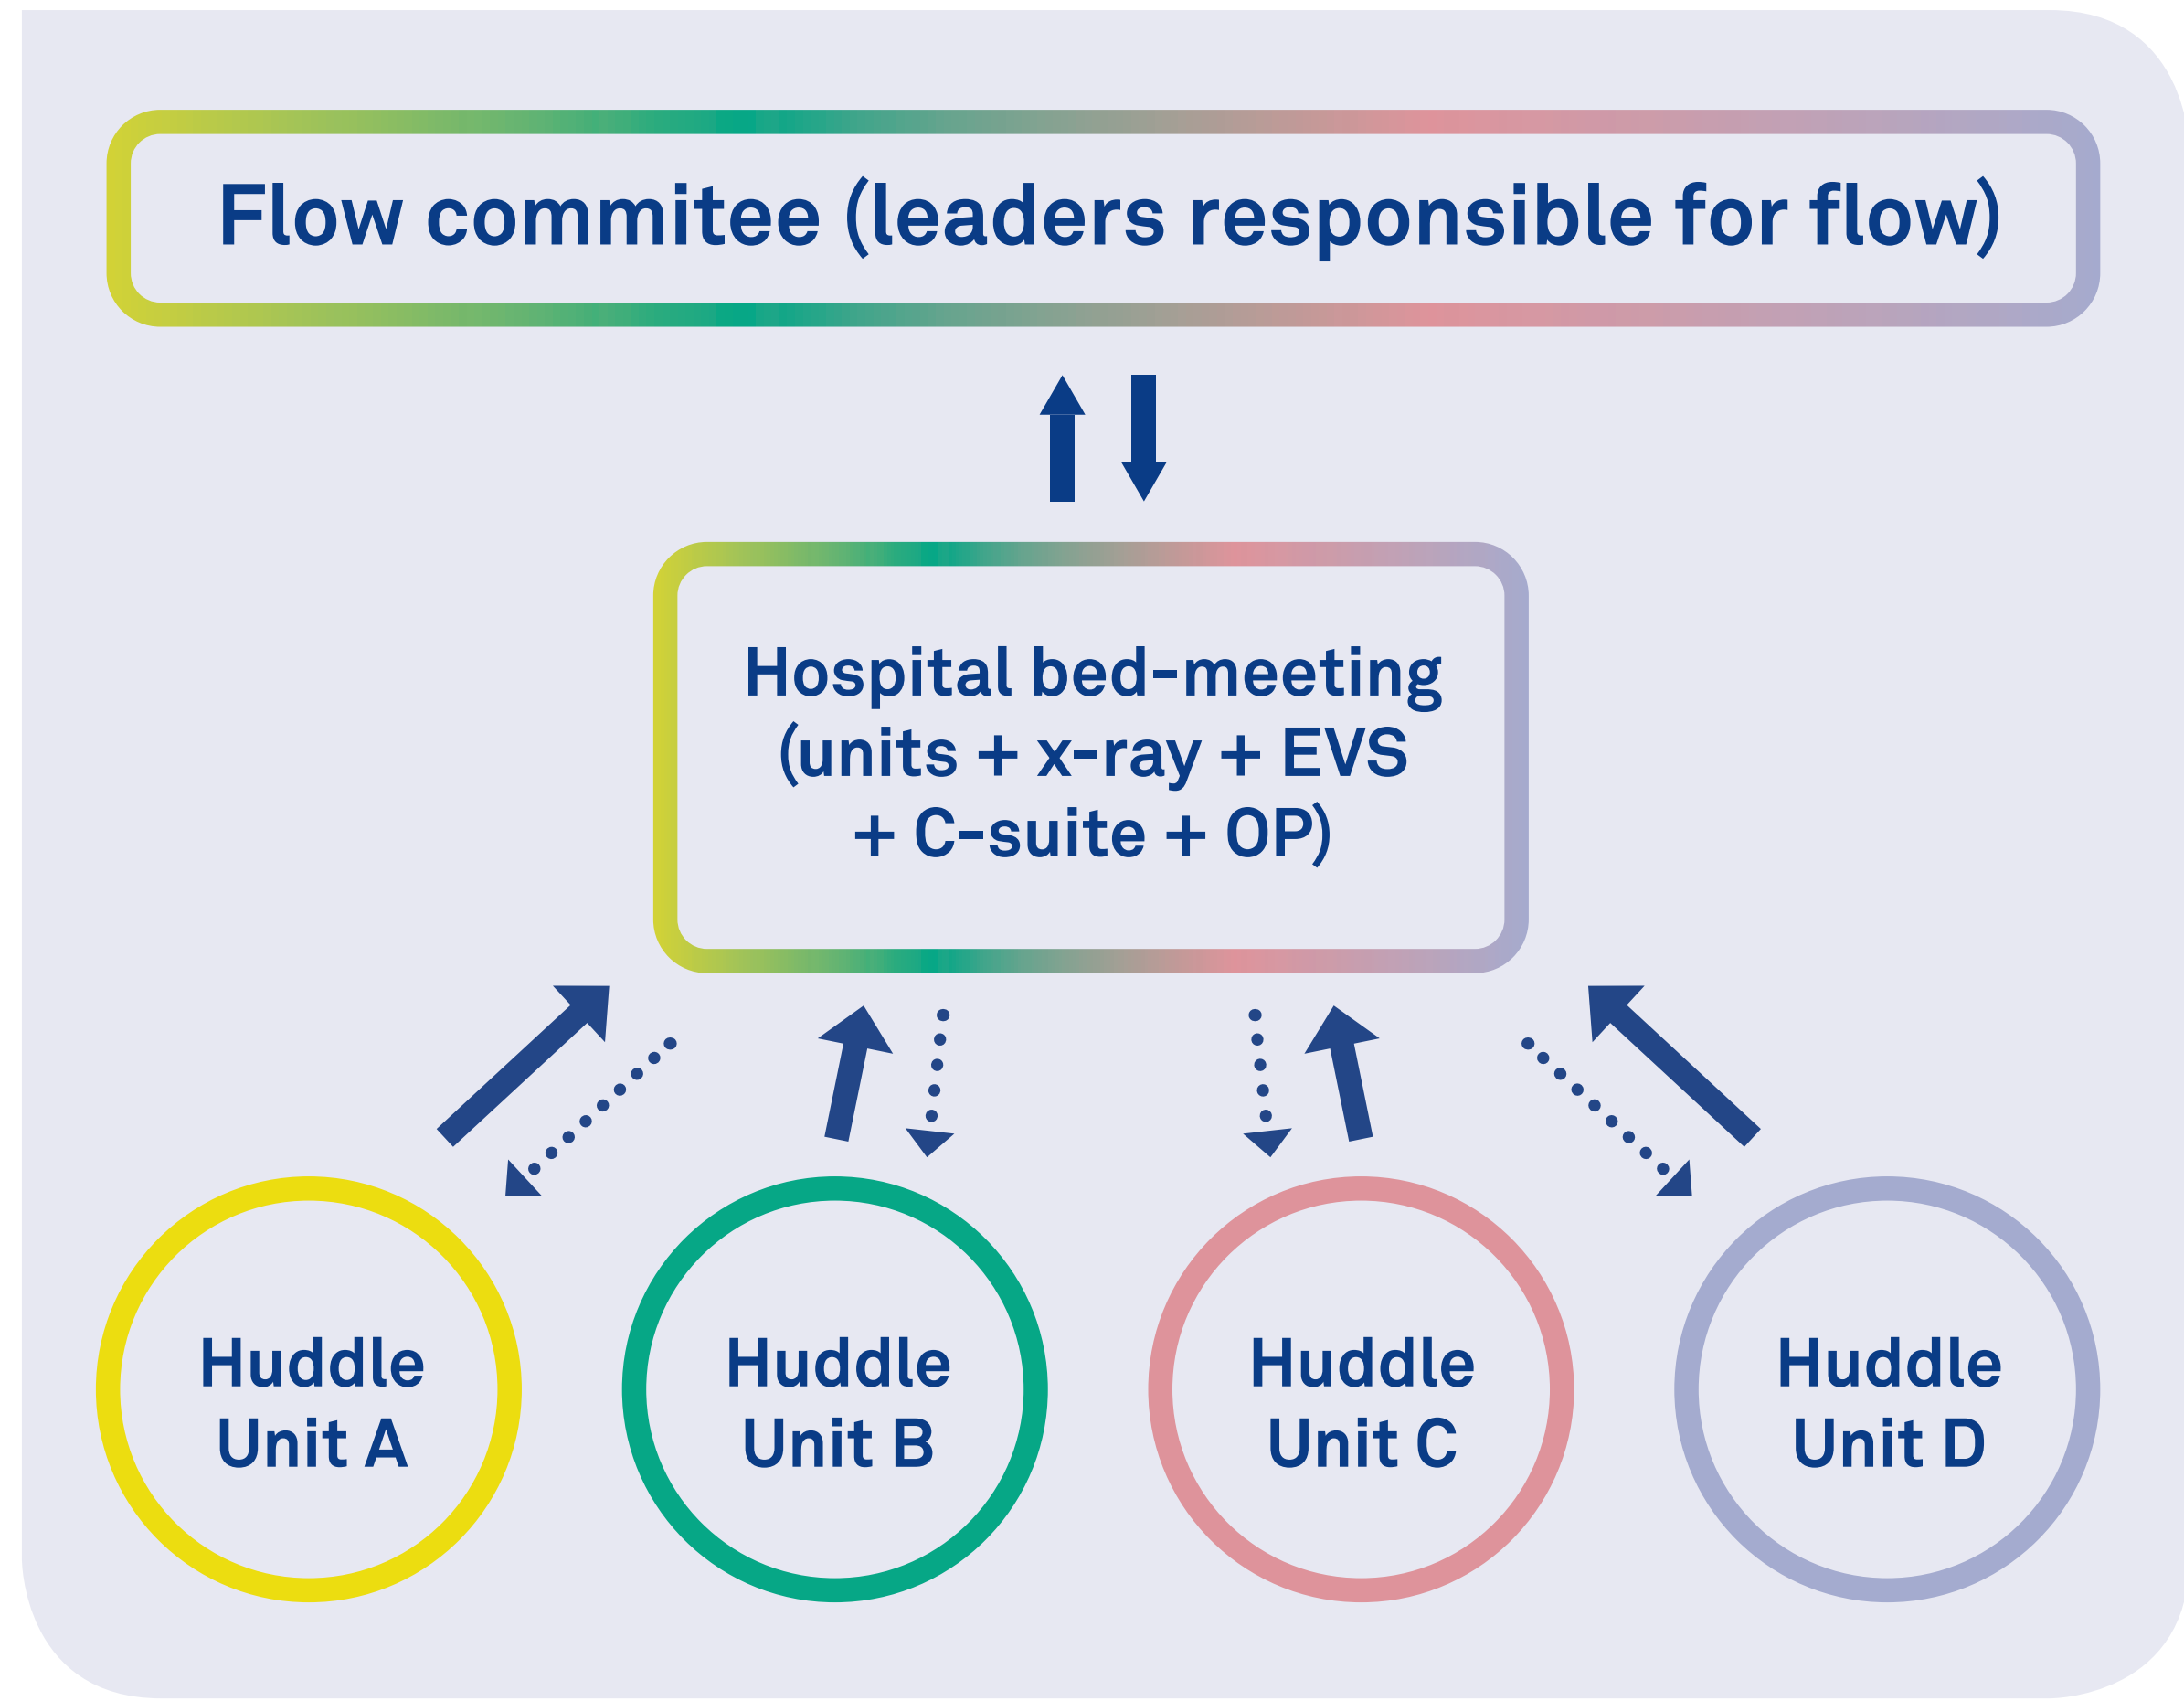 Flow commitee (leaders responsible for flow)
Hospital bed-meeting
(units + x-ray + EVS
+ C-suite + OP)
Huddle
Unit A
Huddle
Unit B
Huddle
Unit C
Huddle
Unit D